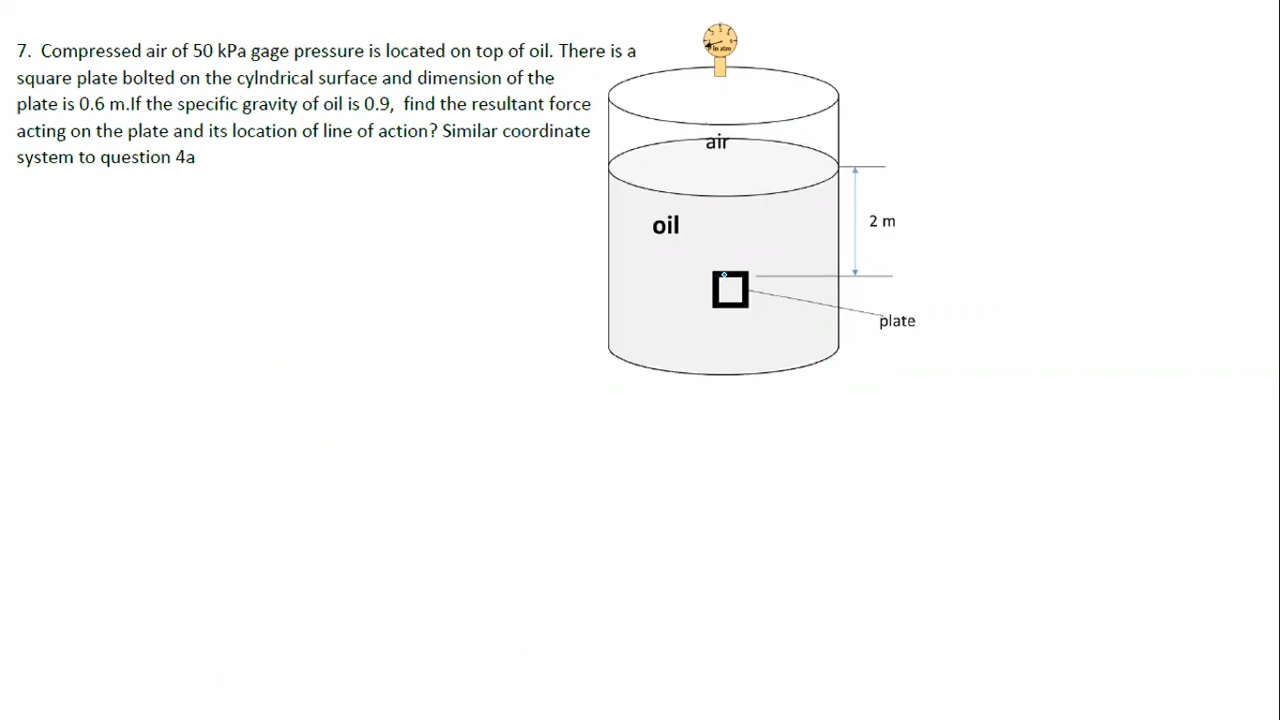 7. Compressed air of 50 kPa gage pressure is located on top of oil. There is a
square plate bolted on the cylndrical surface and dimension of the
plate is 0.6 m.If the specific gravity of oil is 0.9, find the resultant force
acting on the plate and its location of line of action? Similar coordinate
system to question 4a
in atm
air
oil
2 m
plate